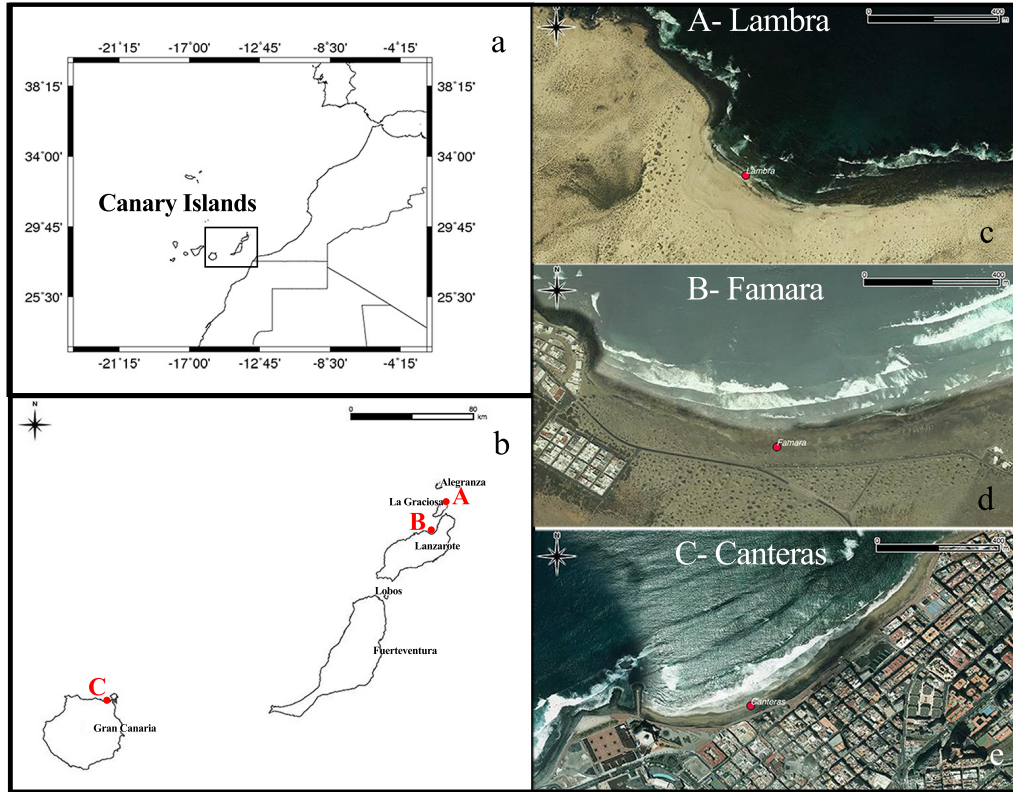 a
-21°15' -17°00' -12°45' -8°30' -4°15'
38°15' 38°15'
34°00' 34°00'
Canary Islands
29°45' 29°45'
25°30' 25°30'
-21°15' -17°00' -12°45' -8°30' -4°15'
b
N
0 80
km
Alegranza
La Graciosa A
B
Lanzarote
Lobos
Fuerteventura
C
Gran Canaria
A- Lambra
0 400
m
Lambra
c
N
B- Famara
0 400
m
Famara
d
N
C- Canteras
0 400
m
Canteras
e